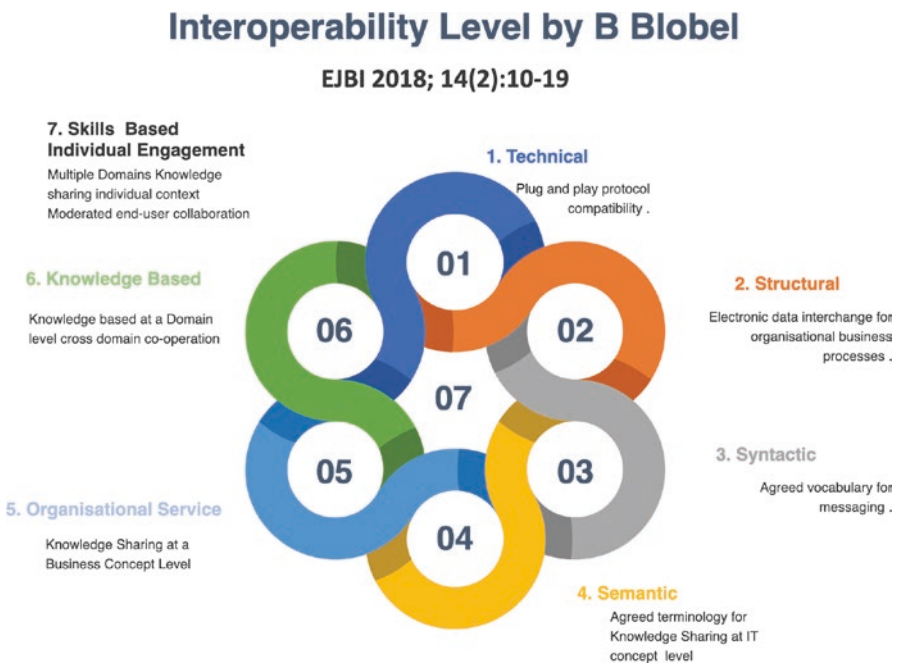 Interoperability Level by B Blobel
EJBI 2018; 14(2):10-19
7. Skills Based
Individual Engagement
Multiple Domains Knowledge
sharing individual context
Moderated end-user collaboration
1. Technical
Plug and play protocol
compatibility .
6. Knowledge Based
Knowledge based at a Domain
level cross domain co-operation
2. Structural
Electronic data interchange for
organisational business
processes .
01
02
03
04
05
06
07
3. Syntactic
Agreed vocabulary for
messaging .
5. Organisational Service
Knowledge Sharing at a
Business Concept Level
4. Semantic
Agreed terminology for
Knowledge Sharing at IT
concept level